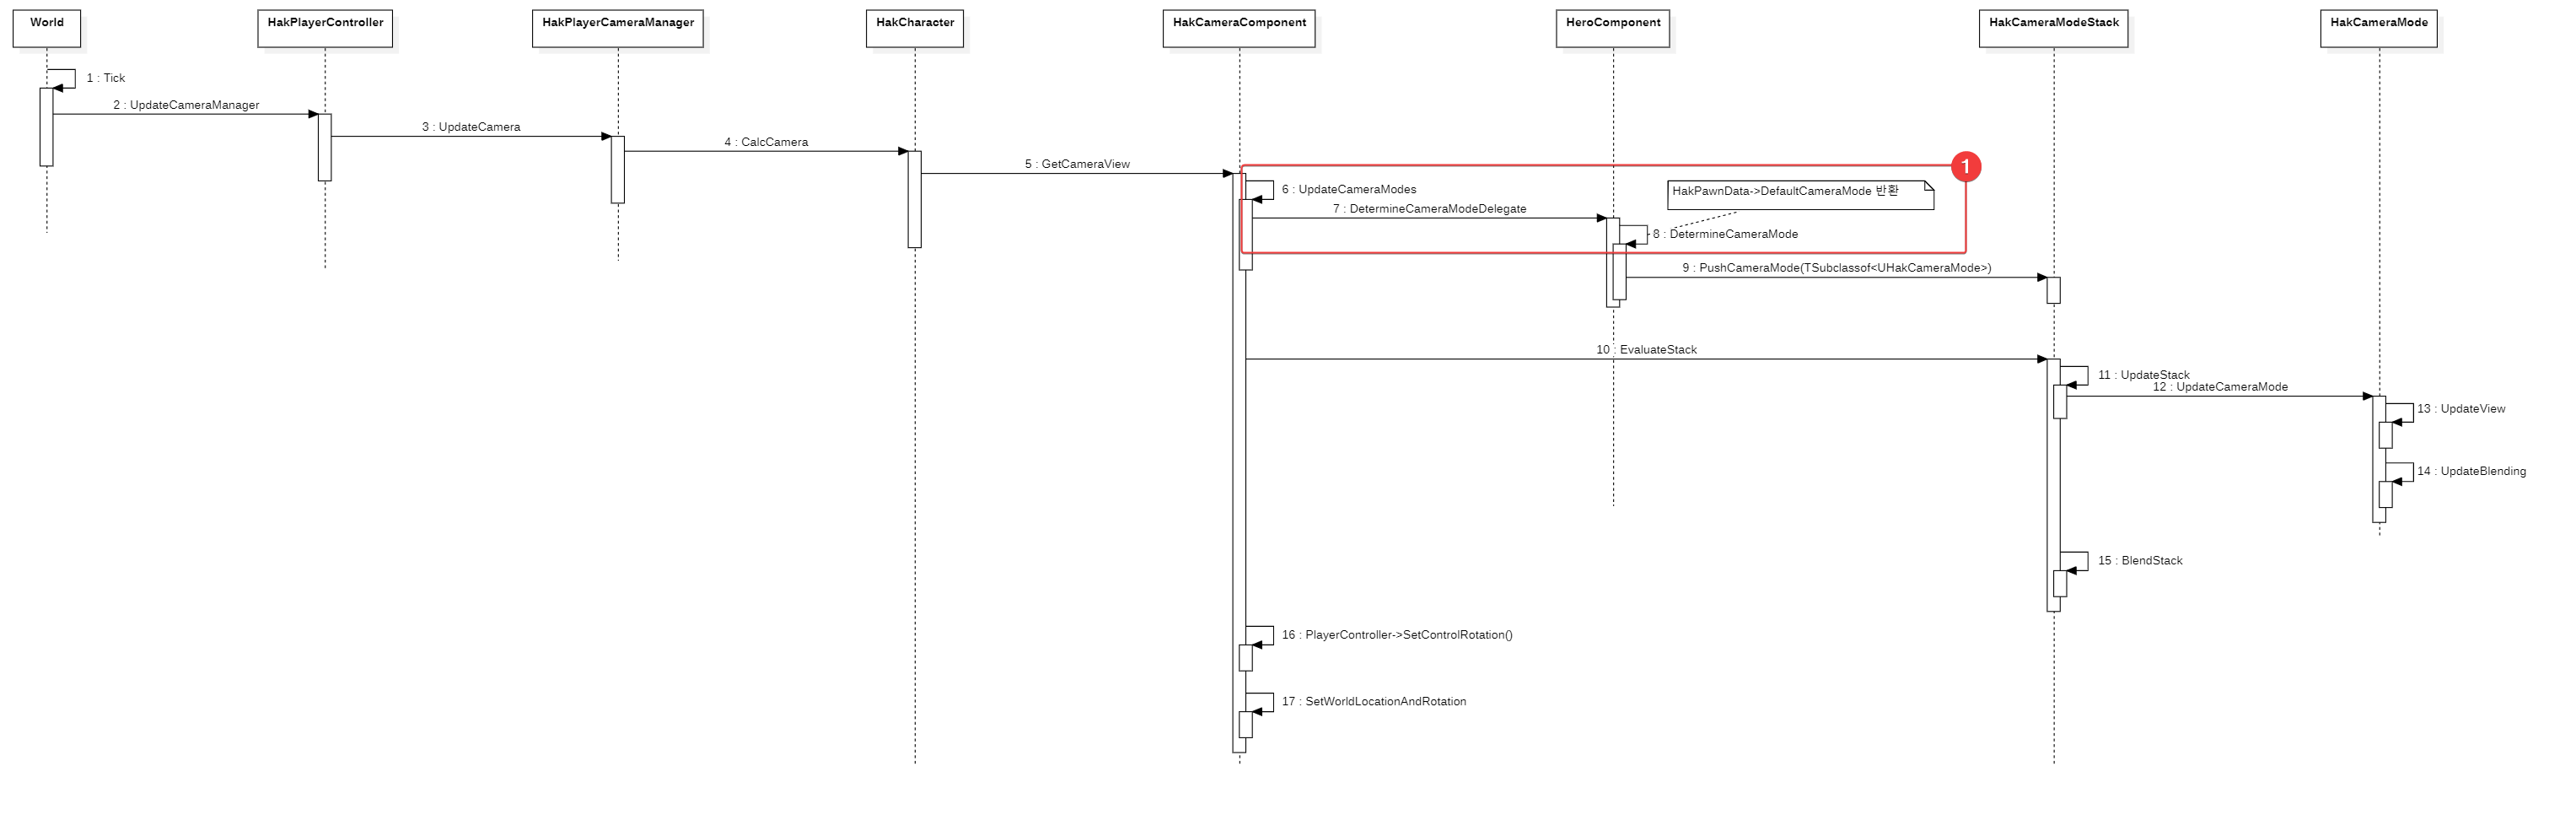 World
HakPlayerController
HakPlayerCameraManager
HakCharacter
HakCameraComponent
HeroComponent
HakCameraModeStack
HakCameraMode
1 : Tick
2 : UpdateCameraManager
3 : UpdateCamera
4 : CalcCamera
5 : GetCameraView
1
6 : UpdateCameraModes
HakPawnData->DefaultCameraMode 반환
7 : DetermineCameraModeDelegate
8 : DetermineCameraMode
9 : PushCameraMode(TSubclassof<UHakCameraMode>)
10 : EvaluateStack
11 : UpdateStack
12 : UpdateCameraMode
13 : UpdateView
14 : UpdateBlending
15 : BlendStack
16 : PlayerController->SetControlRotation()
17 : SetWorldLocationAndRotation